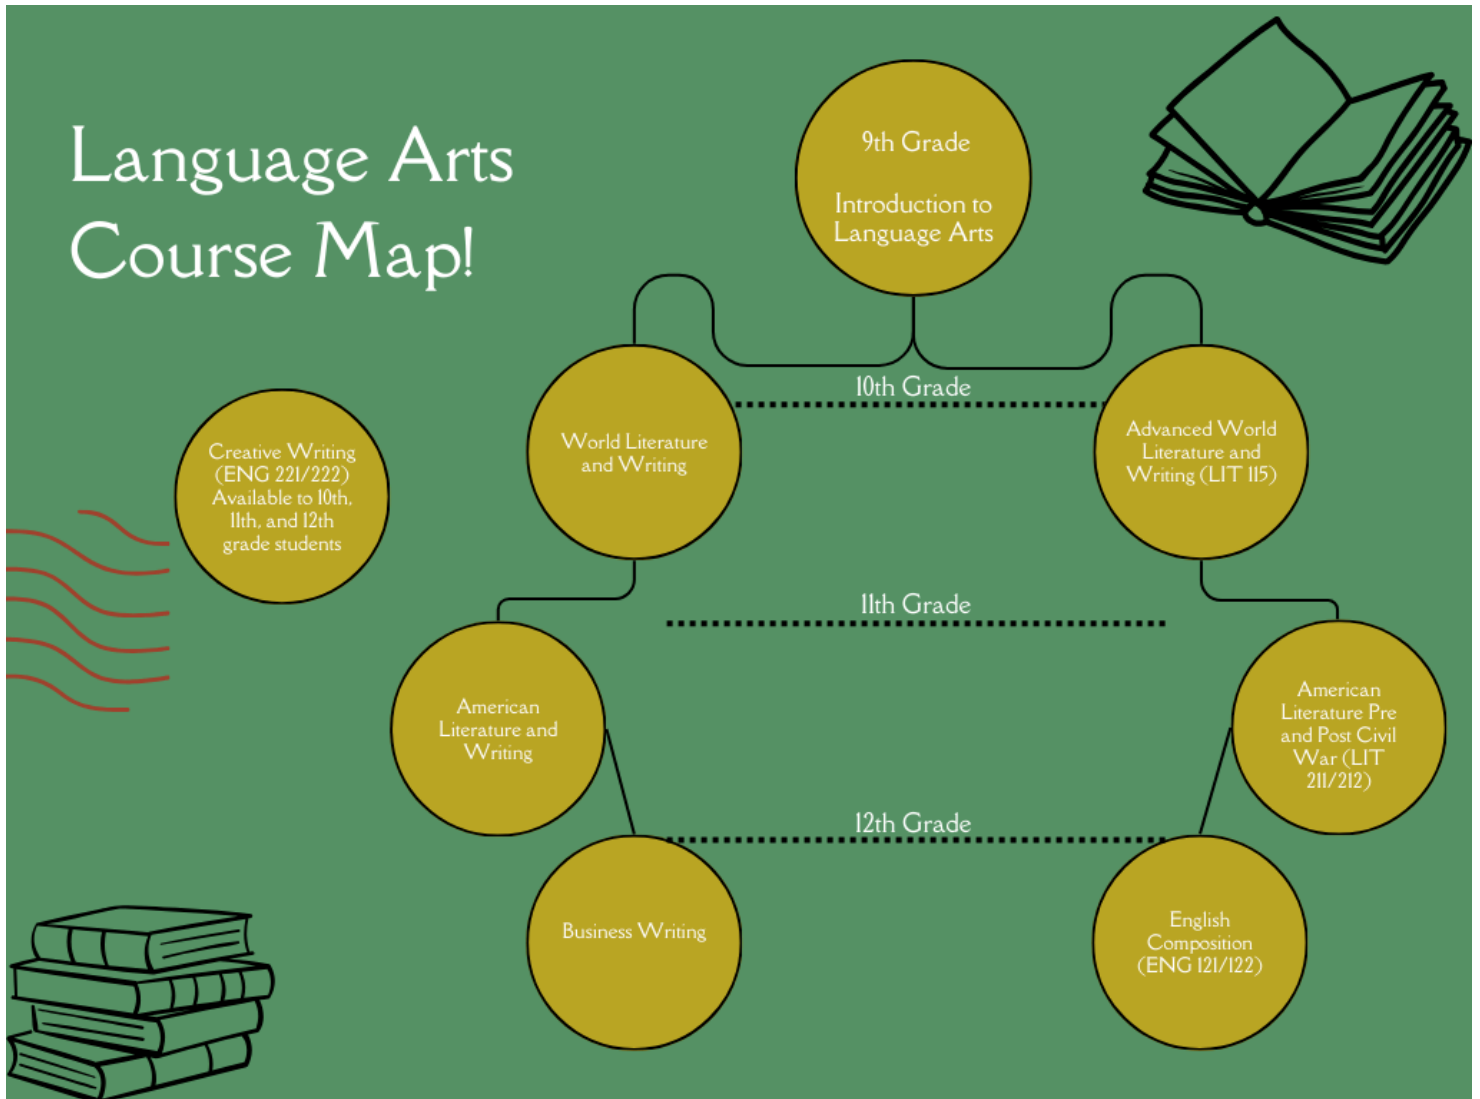 Language Arts
Course Map!
9th Grade
Introduction to
Language Arts
10th Grade
World Literature
and Writing
Advanced World
Literature and
Writing (LIT 115)
Creative Writing
(ENG 221/222)
Available to 10th,
11th, and 12th
grade students
11th Grade
American
Literature and
Writing
American
Literature Pre
and Post Civil
War (LIT
211/212)
12th Grade
Business Writing
English
Composition
(ENG 121/122)